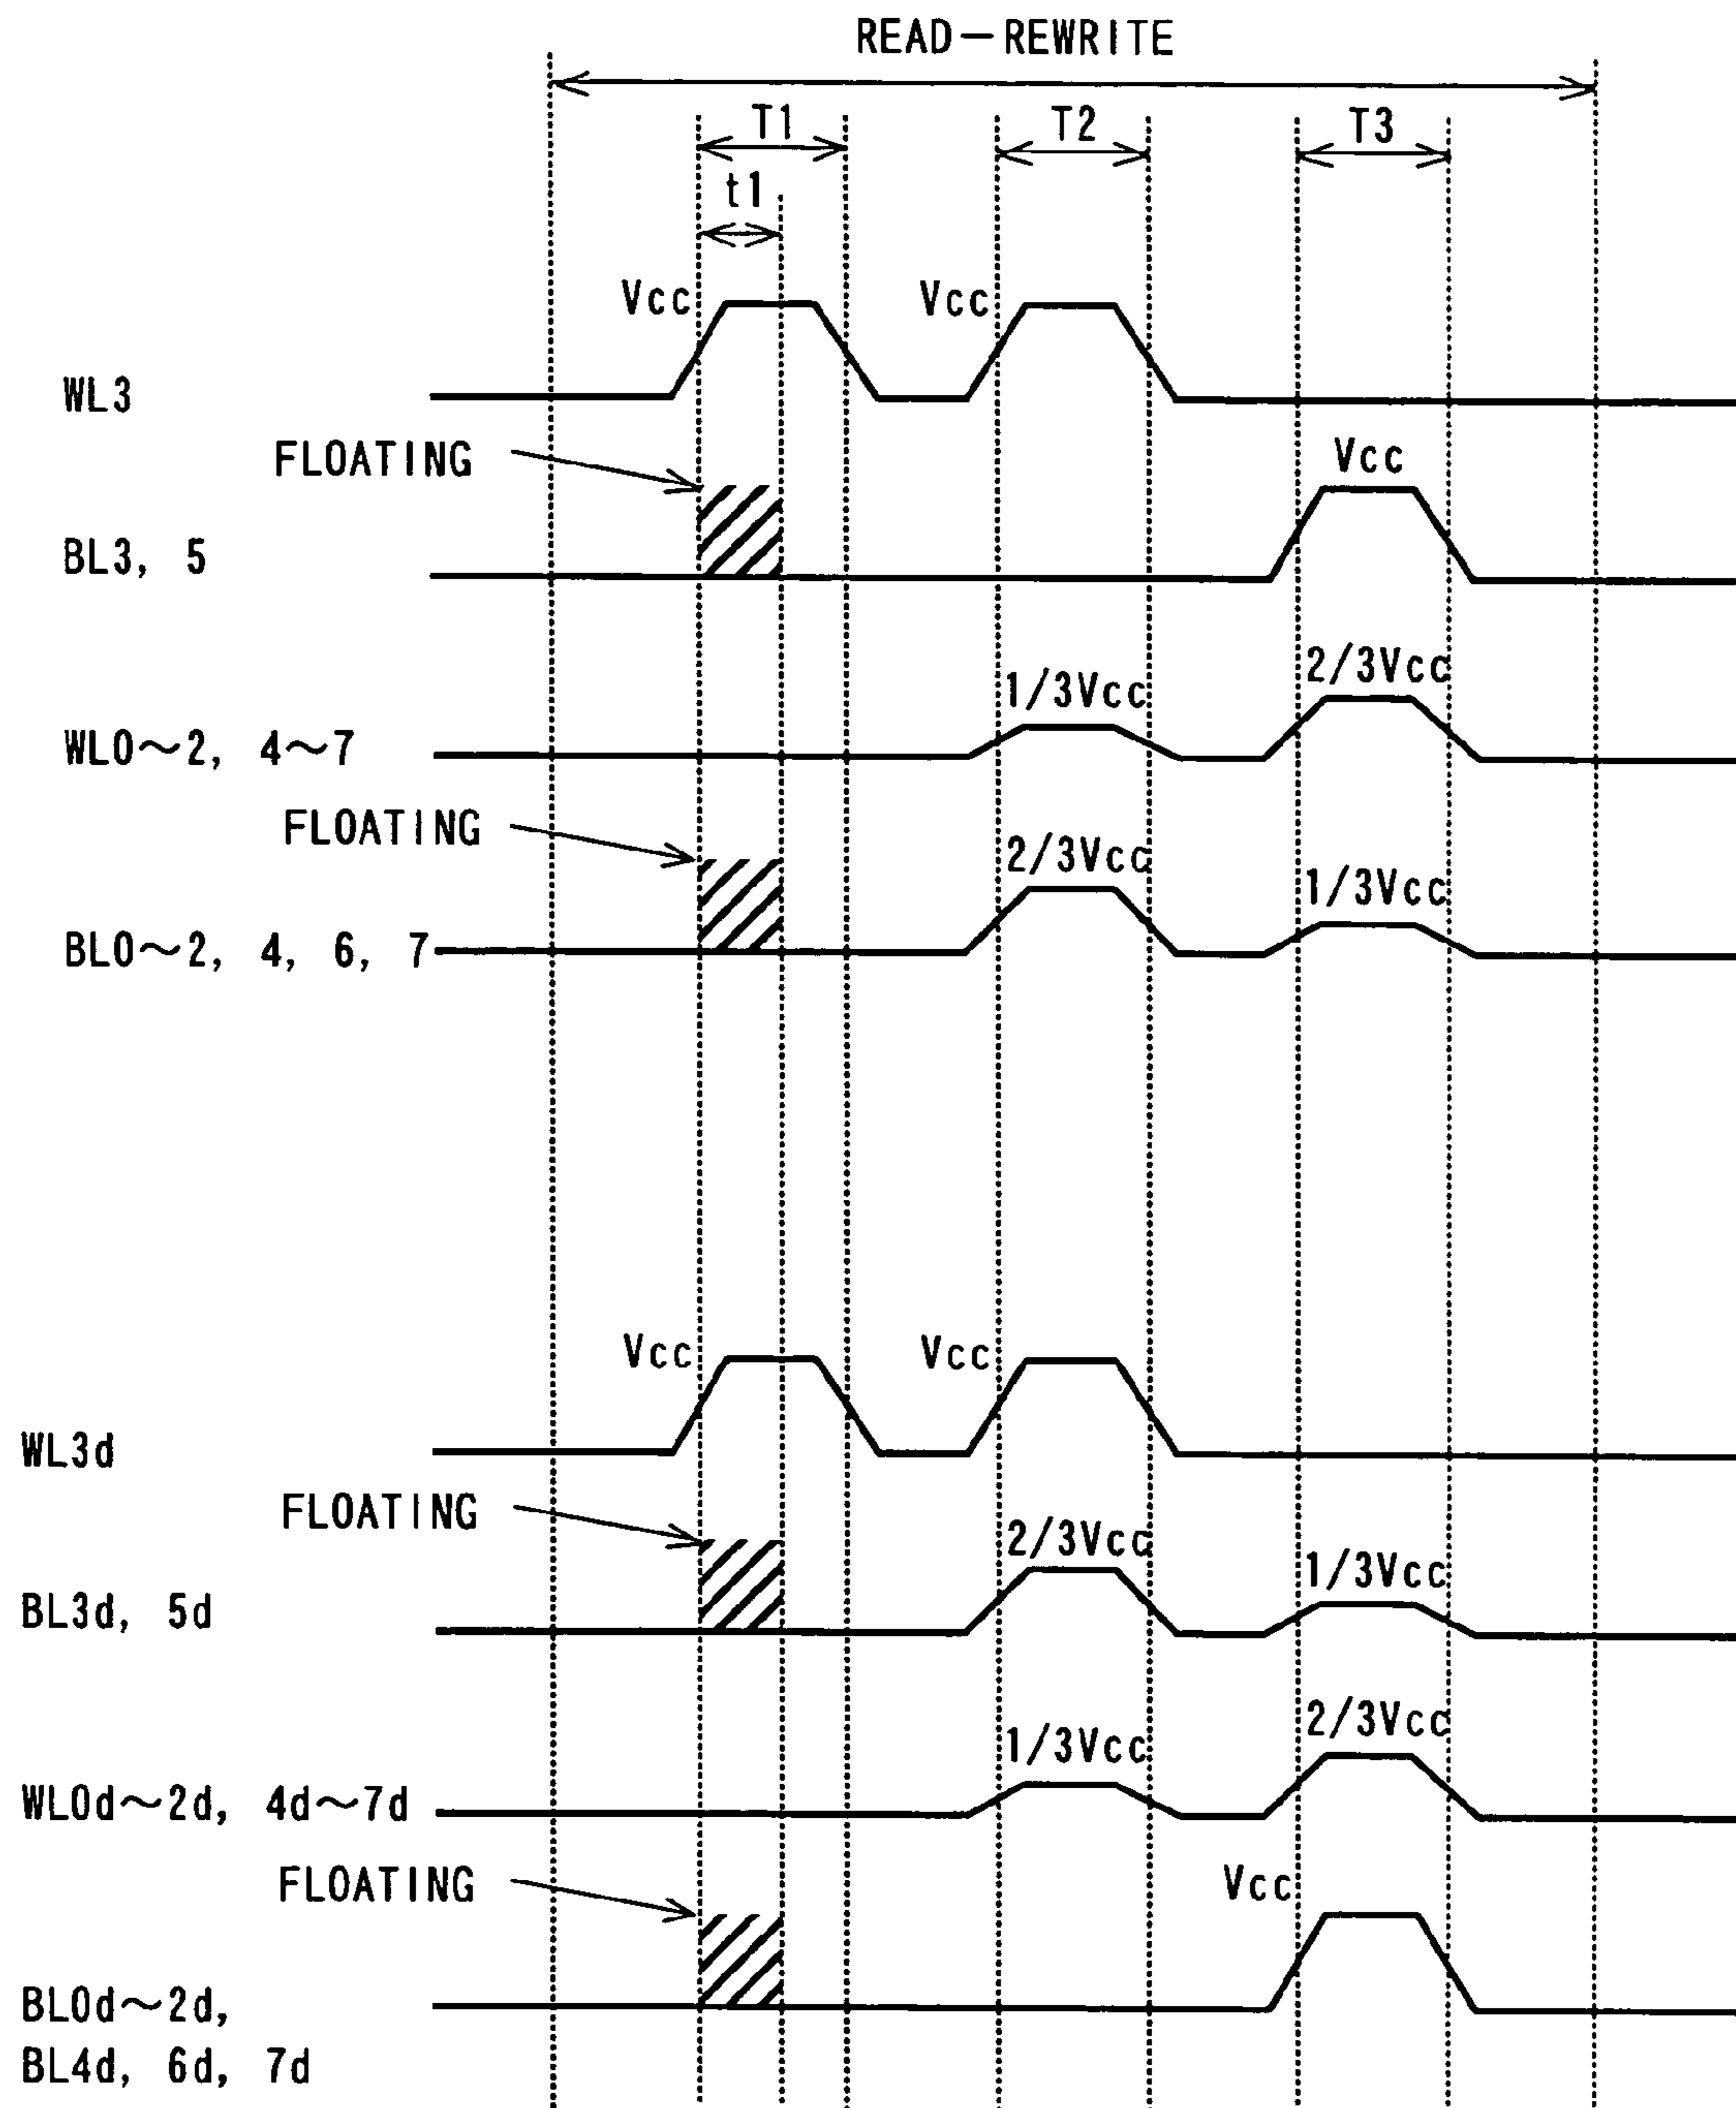 READ-REWRITE
T1
T2
T3
t1
Vcc
Vcc
WL3
FLOATING
Vcc
BL3, 5
1/3Vcc
2/3Vcc
WL0~2, 4~7
FLOATING
2/3Vcc
1/3Vcc
BL0~2, 4, 6, 7
Vcc
Vcc
WL3d
FLOATING
2/3Vcc
1/3Vcc
BL3d, 5d
1/3Vcc
2/3Vcc
WL0d~2d, 4d~7d
FLOATING
Vcc
BL0d~2d,
BL4d, 6d, 7d